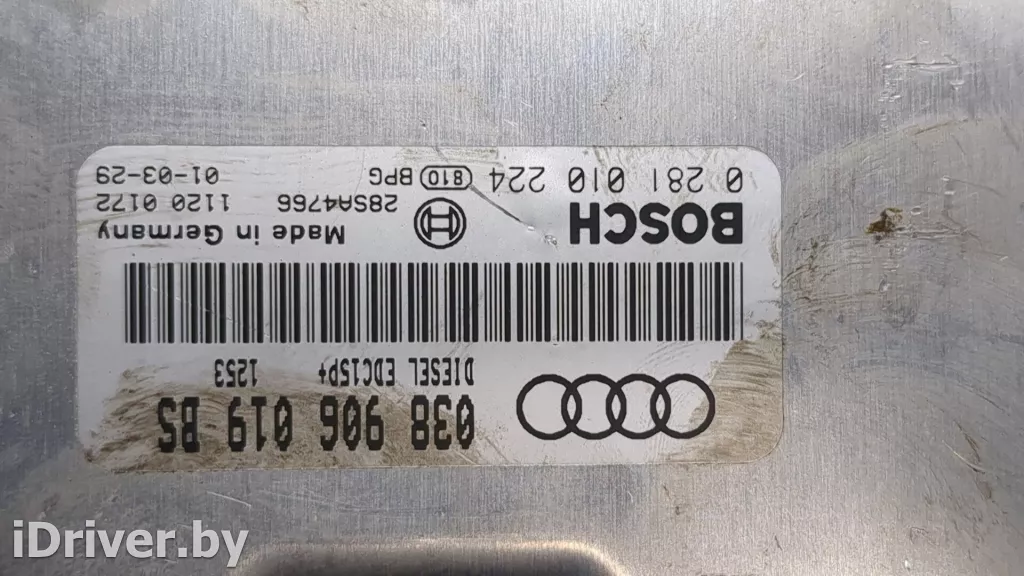 038 906 019 BS
DIESEL EDC15P+ 1253
BOSCH
Made in Germany
28SA4766 1120 0172
0 281 010 224 810 BPG 01-03-29
iDriver.by